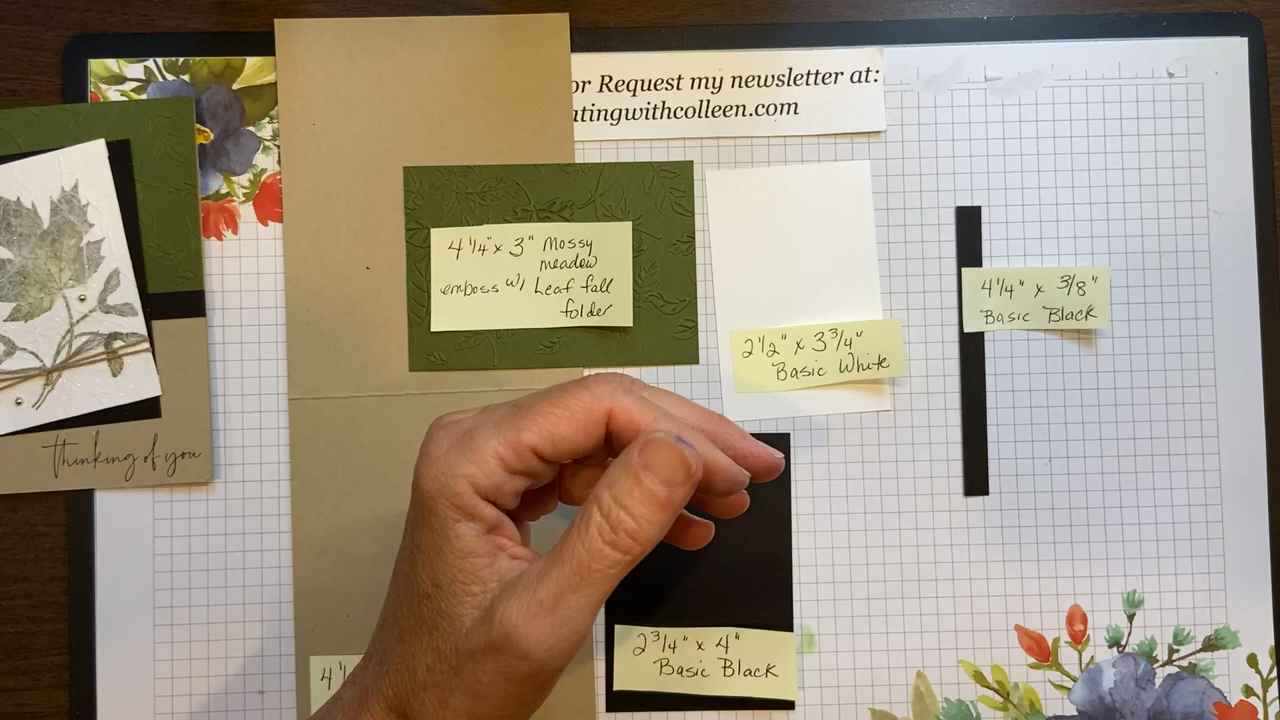 or Request my newsletter at:
atingwithcolleen.com
4 1/4" x 3" Mossy
meadow
emboss w/ Leaf fall
folder
2 1/2" x 3 3/4"
Basic White
4 1/4" x 3/8"
Basic Black
thinking of you
2 3/4" x 4"
Basic Black